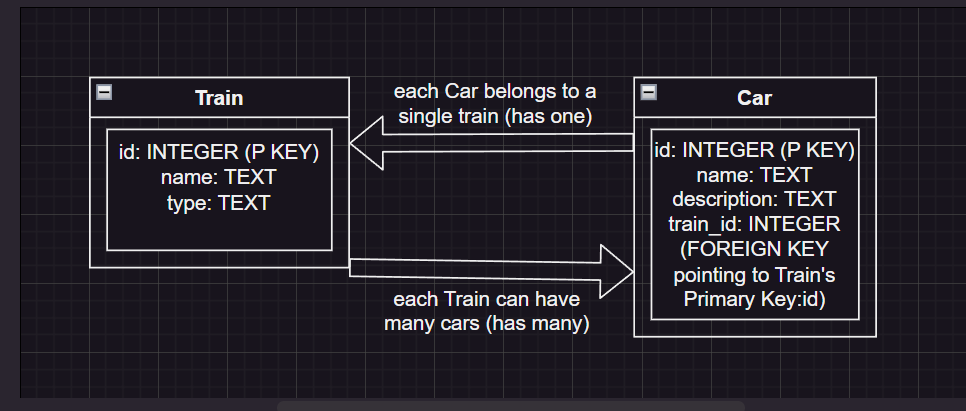 Train
id: INTEGER (P KEY)
name: TEXT
type: TEXT
each Car belongs to a
single train (has one)
each Train can have
many cars (has many)
Car
id: INTEGER (P KEY)
name: TEXT
description: TEXT
train_id: INTEGER
(FOREIGN KEY
pointing to Train's
Primary Key:id)